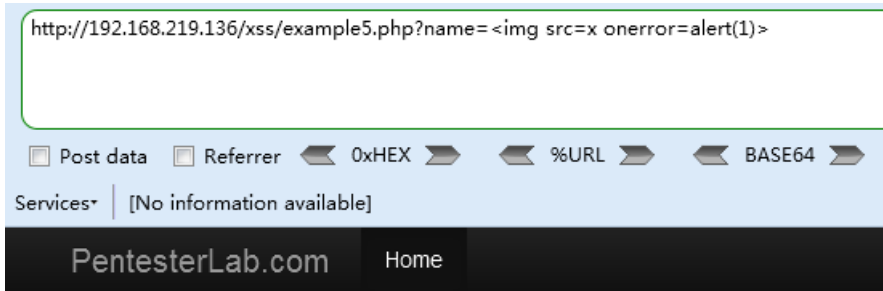 http://192.168.219.136/xss/example5.php?name=<img src=x onerror=alert(1)>
Post data Referrer 0xHEX %URL BASE64
Services▾ [No information available]
PentesterLab.com Home